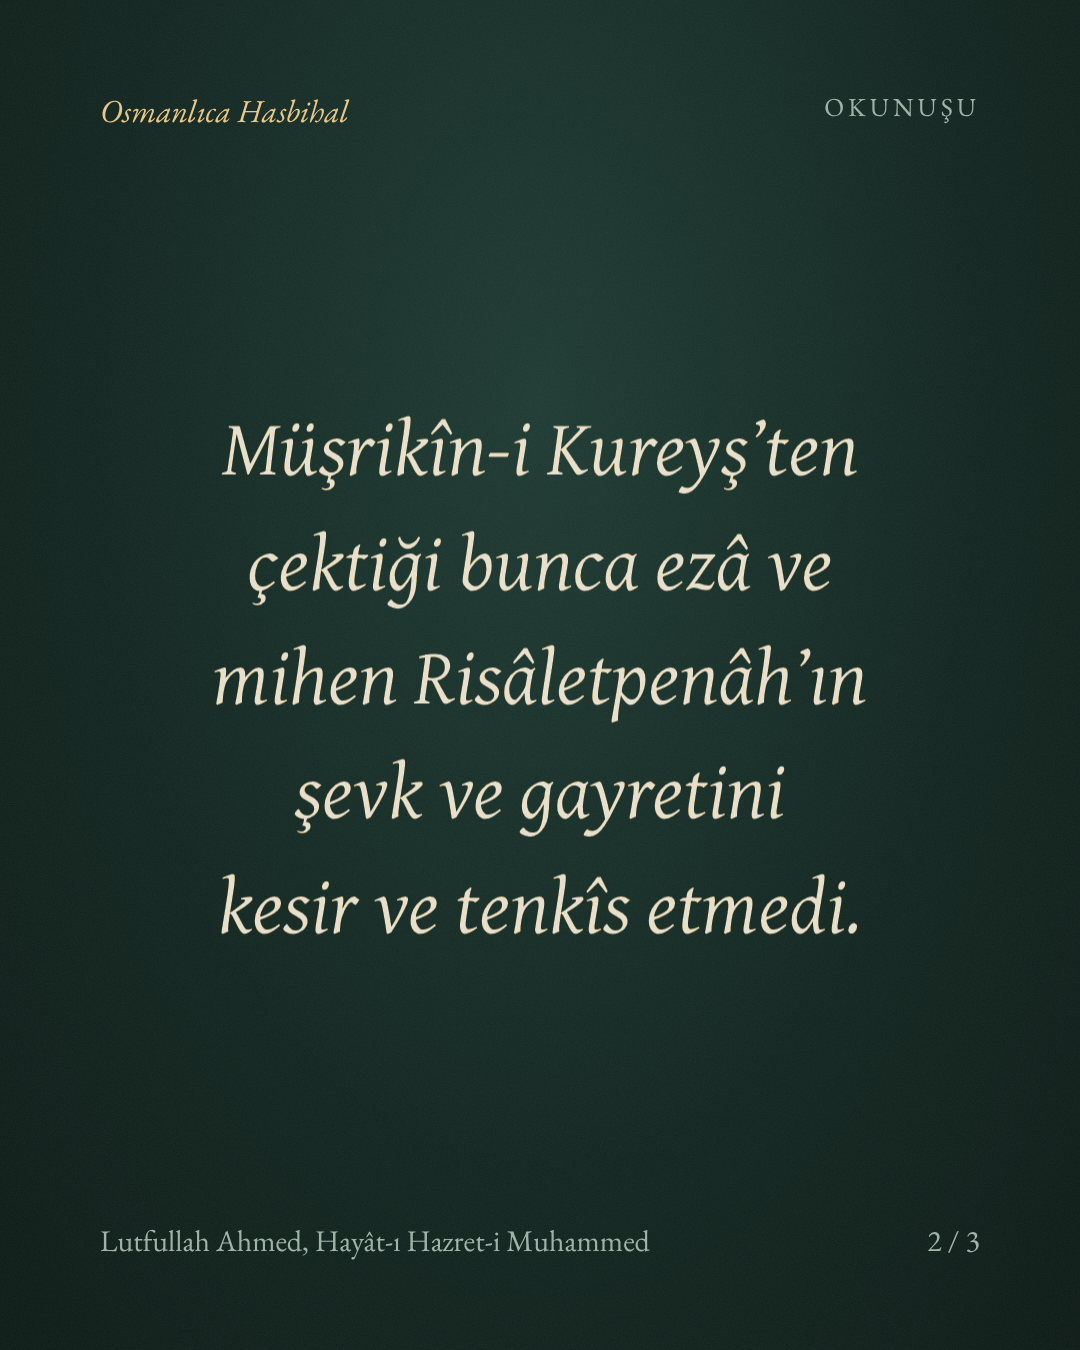 Osmanlıca Hasbihal
OKUNUŞU
Müşrikîn-i Kureyş’ten
çektiği bunca ezâ ve
mihen Risâletpenâh’ın
şevk ve gayretini
kesir ve tenkîs etmedi.
Lutfullah Ahmed, Hayât-ı Hazret-i Muhammed
2 / 3